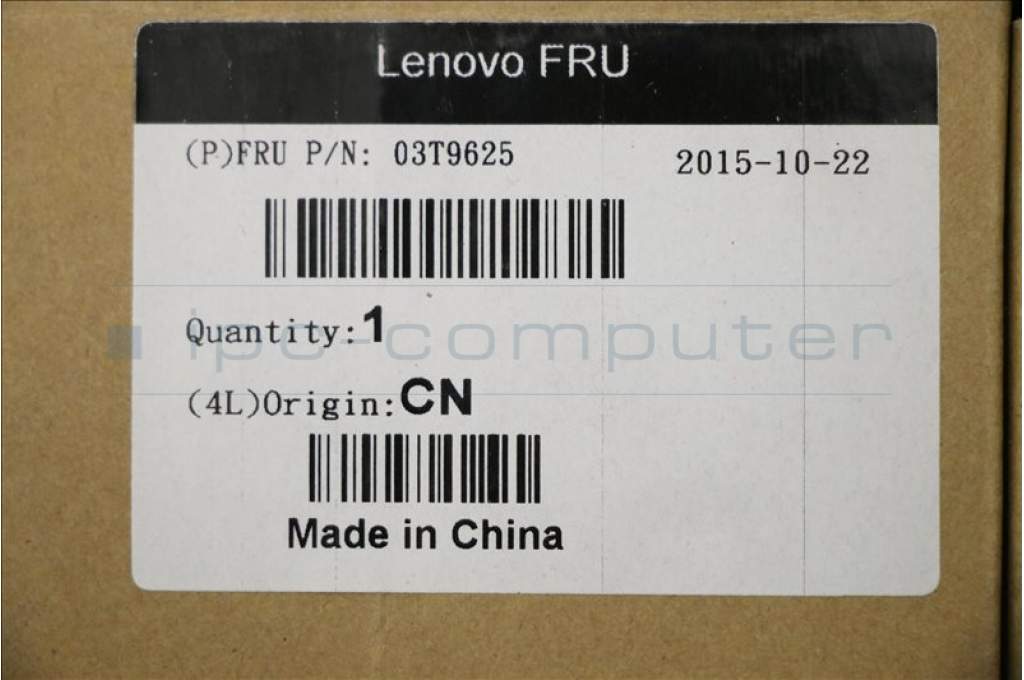 Lenovo FRU
(P)FRU P/N: 03T9625
2015-10-22
Quantity:1
ipc-computer
(4L)Origin:CN
Made in China